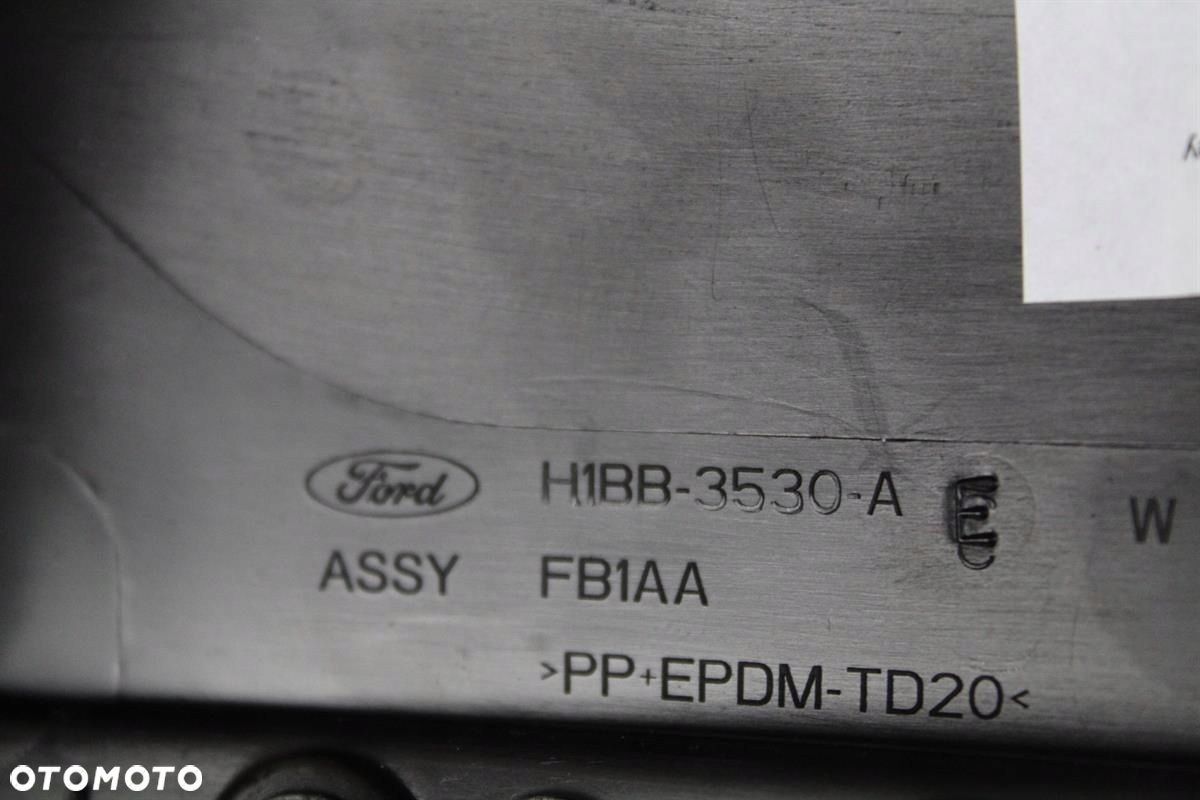 Ford H1BB-3530-A E W
ASSY FB1AA
>PP+EPDM-TD20<
OTOMOTO